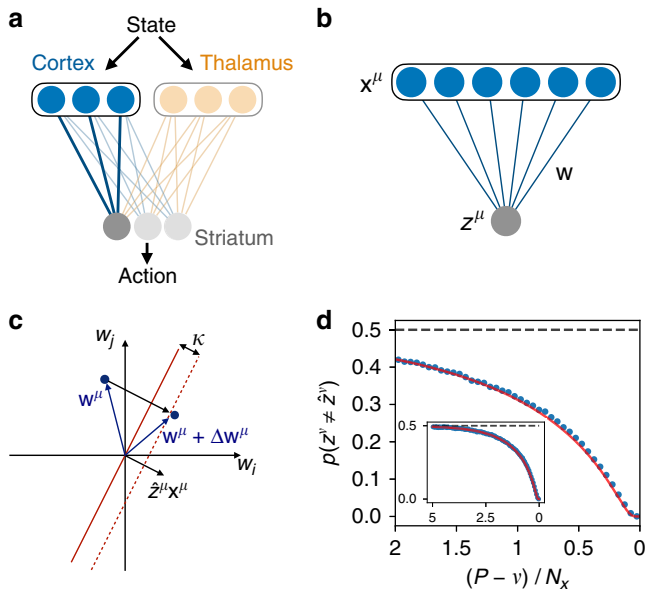 a
State
Cortex
Thalamus
Striatum
Action
b
x^μ
w
z^μ
c
w_j
κ
w^μ
w^μ + Δw^μ
w_i
ẑ^μx^μ
d
p(z^ν ≠ ẑ^ν)
0.5
0.4
0.3
0.2
0.1
0.0
0.5
0.0
5 2.5 0
2 1.5 1 0.5 0
(P − ν) / N_x